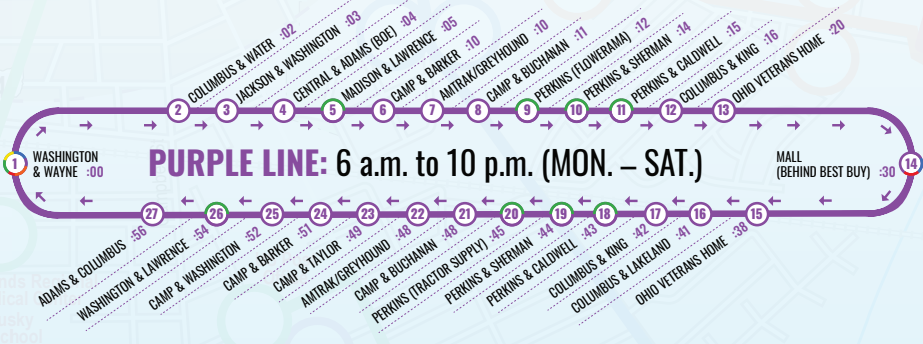 COLUMBUS & WATER :02
JACKSON & WASHINGTON :03
CENTRAL & ADAMS (BOE) :04
MADISON & LAWRENCE :05
CAMP & BARKER :10
AMTRAK/GREYHOUND :10
CAMP & BUCHANAN :11
PERKINS (FLOWERAMA) :12
PERKINS & SHERMAN :14
PERKINS & CALDWELL :15
COLUMBUS & KING :16
OHIO VETERANS HOME :20
2 3 4 5 6 7 8 9 10 11 12 13
1
WASHINGTON
& WAYNE :00
PURPLE LINE: 6 a.m. to 10 p.m. (MON. – SAT.)
MALL
(BEHIND BEST BUY) :30
14
27 26 25 24 23 22 21 20 19 18 17 16 15
ADAMS & COLUMBUS :56
WASHINGTON & LAWRENCE :54
CAMP & WASHINGTON :52
CAMP & BARKER :51
CAMP & TAYLOR :49
AMTRAK/GREYHOUND :48
CAMP & BUCHANAN :48
PERKINS (TRACTOR SUPPLY) :45
PERKINS & SHERMAN :44
PERKINS & CALDWELL :43
COLUMBUS & KING :42
COLUMBUS & LAKELAND :41
OHIO VETERANS HOME :38